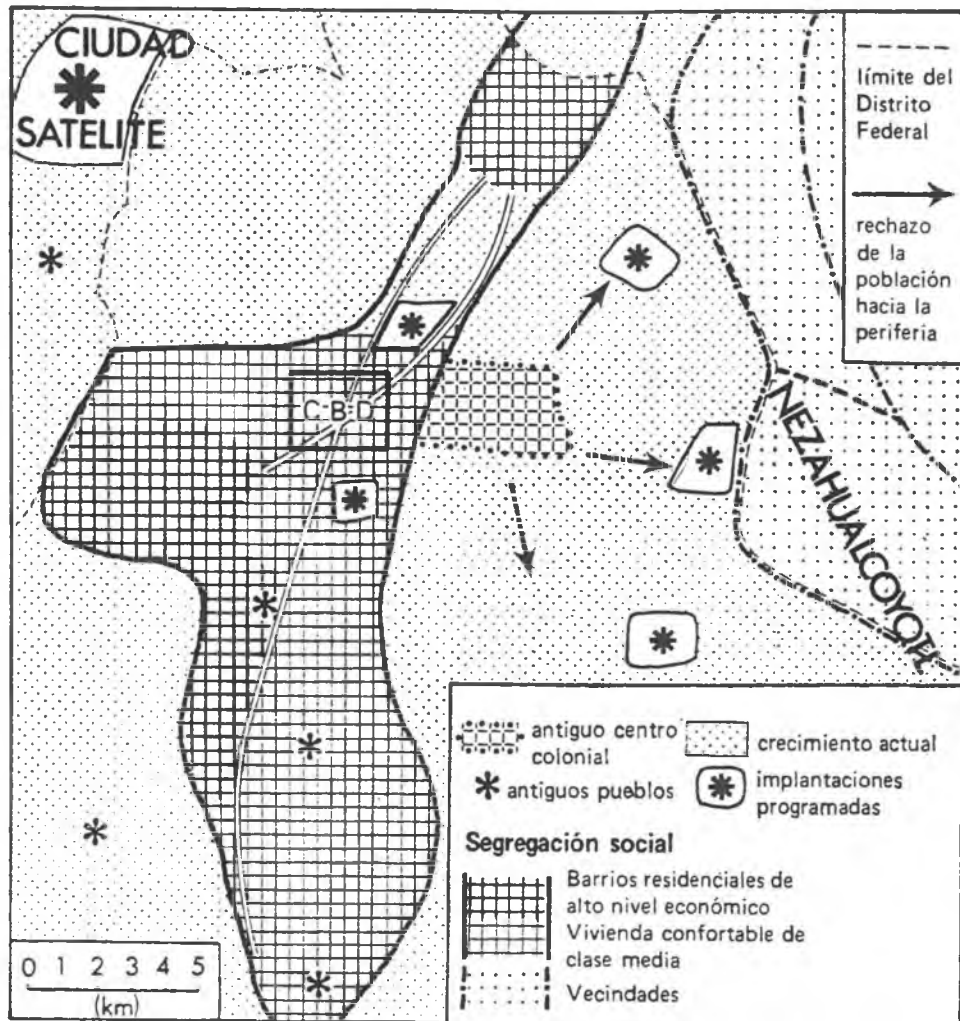 CIUDAD
SATELITE
límite del
Distrito
Federal
rechazo
de la
población
hacia la
periferia
C-B-D
NEZAHUALCOYOTL
antiguo centro
colonial
crecimiento actual
antiguos pueblos
implantaciones
programadas
Segregación social
Barrios residenciales de
alto nivel económico
Vivienda confortable de
clase media
Vecindades
0 1 2 3 4 5
(km)